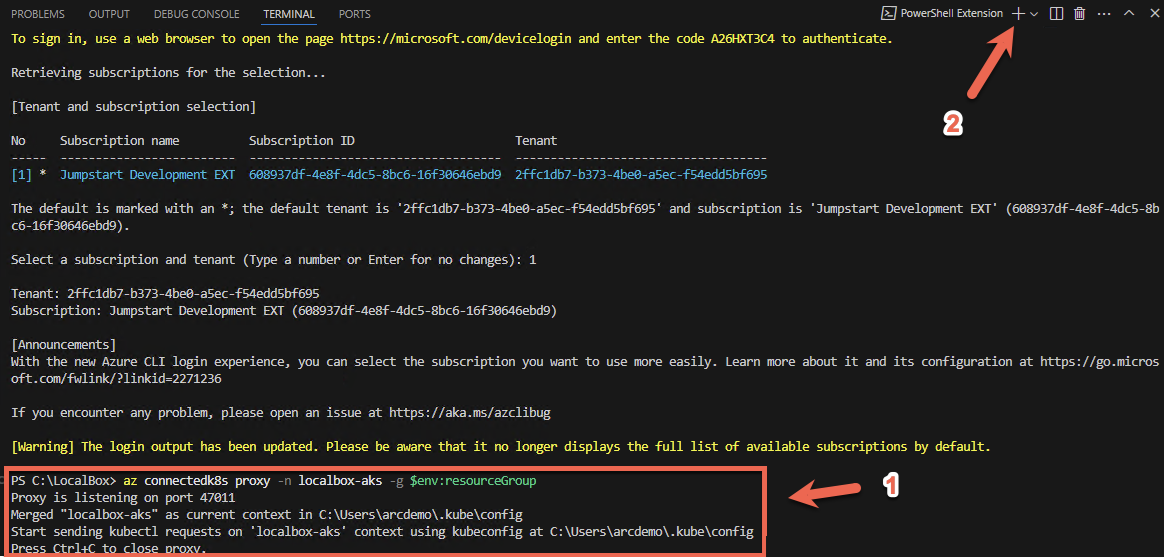 PROBLEMS OUTPUT DEBUG CONSOLE TERMINAL PORTS PowerShell Extension
To sign in, use a web browser to open the page https://microsoft.com/devicelogin and enter the code A26HXT3C4 to authenticate.
Retrieving subscriptions for the selection...
2
[Tenant and subscription selection]
No Subscription name Subscription ID Tenant
----- -------------------------- ------------------------------------ ------------------------------------
[1] * Jumpstart Development EXT 608937df-4e8f-4dc5-8bc6-16f30646ebd9 2ffc1db7-b373-4be0-a5ec-f54edd5bf695
The default is marked with an *; the default tenant is '2ffc1db7-b373-4be0-a5ec-f54edd5bf695' and subscription is 'Jumpstart Development EXT' (608937df-4e8f-4dc5-8b
c6-16f30646ebd9).
Select a subscription and tenant (Type a number or Enter for no changes): 1
Tenant: 2ffc1db7-b373-4be0-a5ec-f54edd5bf695
Subscription: Jumpstart Development EXT (608937df-4e8f-4dc5-8bc6-16f30646ebd9)
[Announcements]
With the new Azure CLI login experience, you can select the subscription you want to use more easily. Learn more about it and its configuration at https://go.micros
oft.com/fwlink/?linkid=2271236
If you encounter any problem, please open an issue at https://aka.ms/azclibug
[Warning] The login output has been updated. Please be aware that it no longer displays the full list of available subscriptions by default.
PS C:\LocalBox> az connectedk8s proxy -n localbox-aks -g $env:resourceGroup
1
Proxy is listening on port 47011
Merged "localbox-aks" as current context in C:\Users\arcdemo\.kube\config
Start sending kubectl requests on 'localbox-aks' context using kubeconfig at C:\Users\arcdemo\.kube\config
Press Ctrl+C to close proxy.